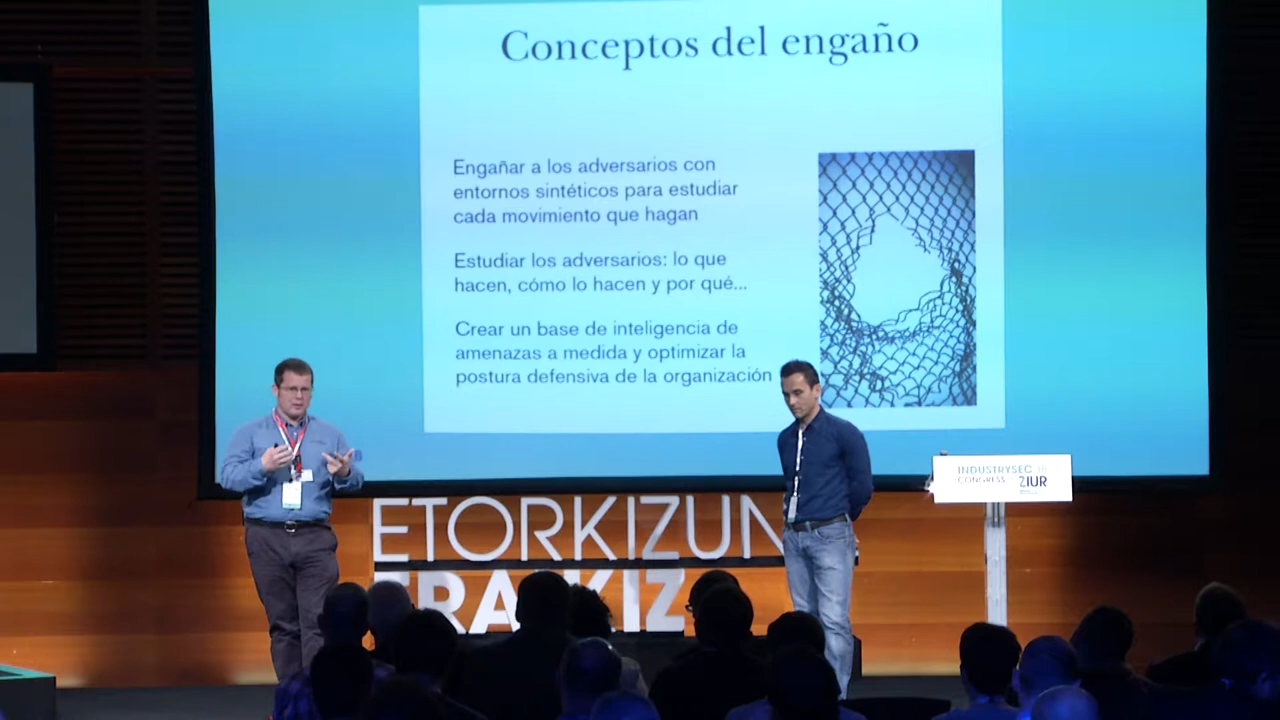 Conceptos del engaño
Engañar a los adversarios con
entornos sintéticos para estudiar
cada movimiento que hagan
Estudiar los adversarios: lo que
hacen, cómo lo hacen y por qué...
Crear un base de inteligencia de
amenazas a medida y optimizar la
postura defensiva de la organización
INDUSTRYSEC 18
CONGRESS ZIUR
ETORKIZUN
ERAIKIZ